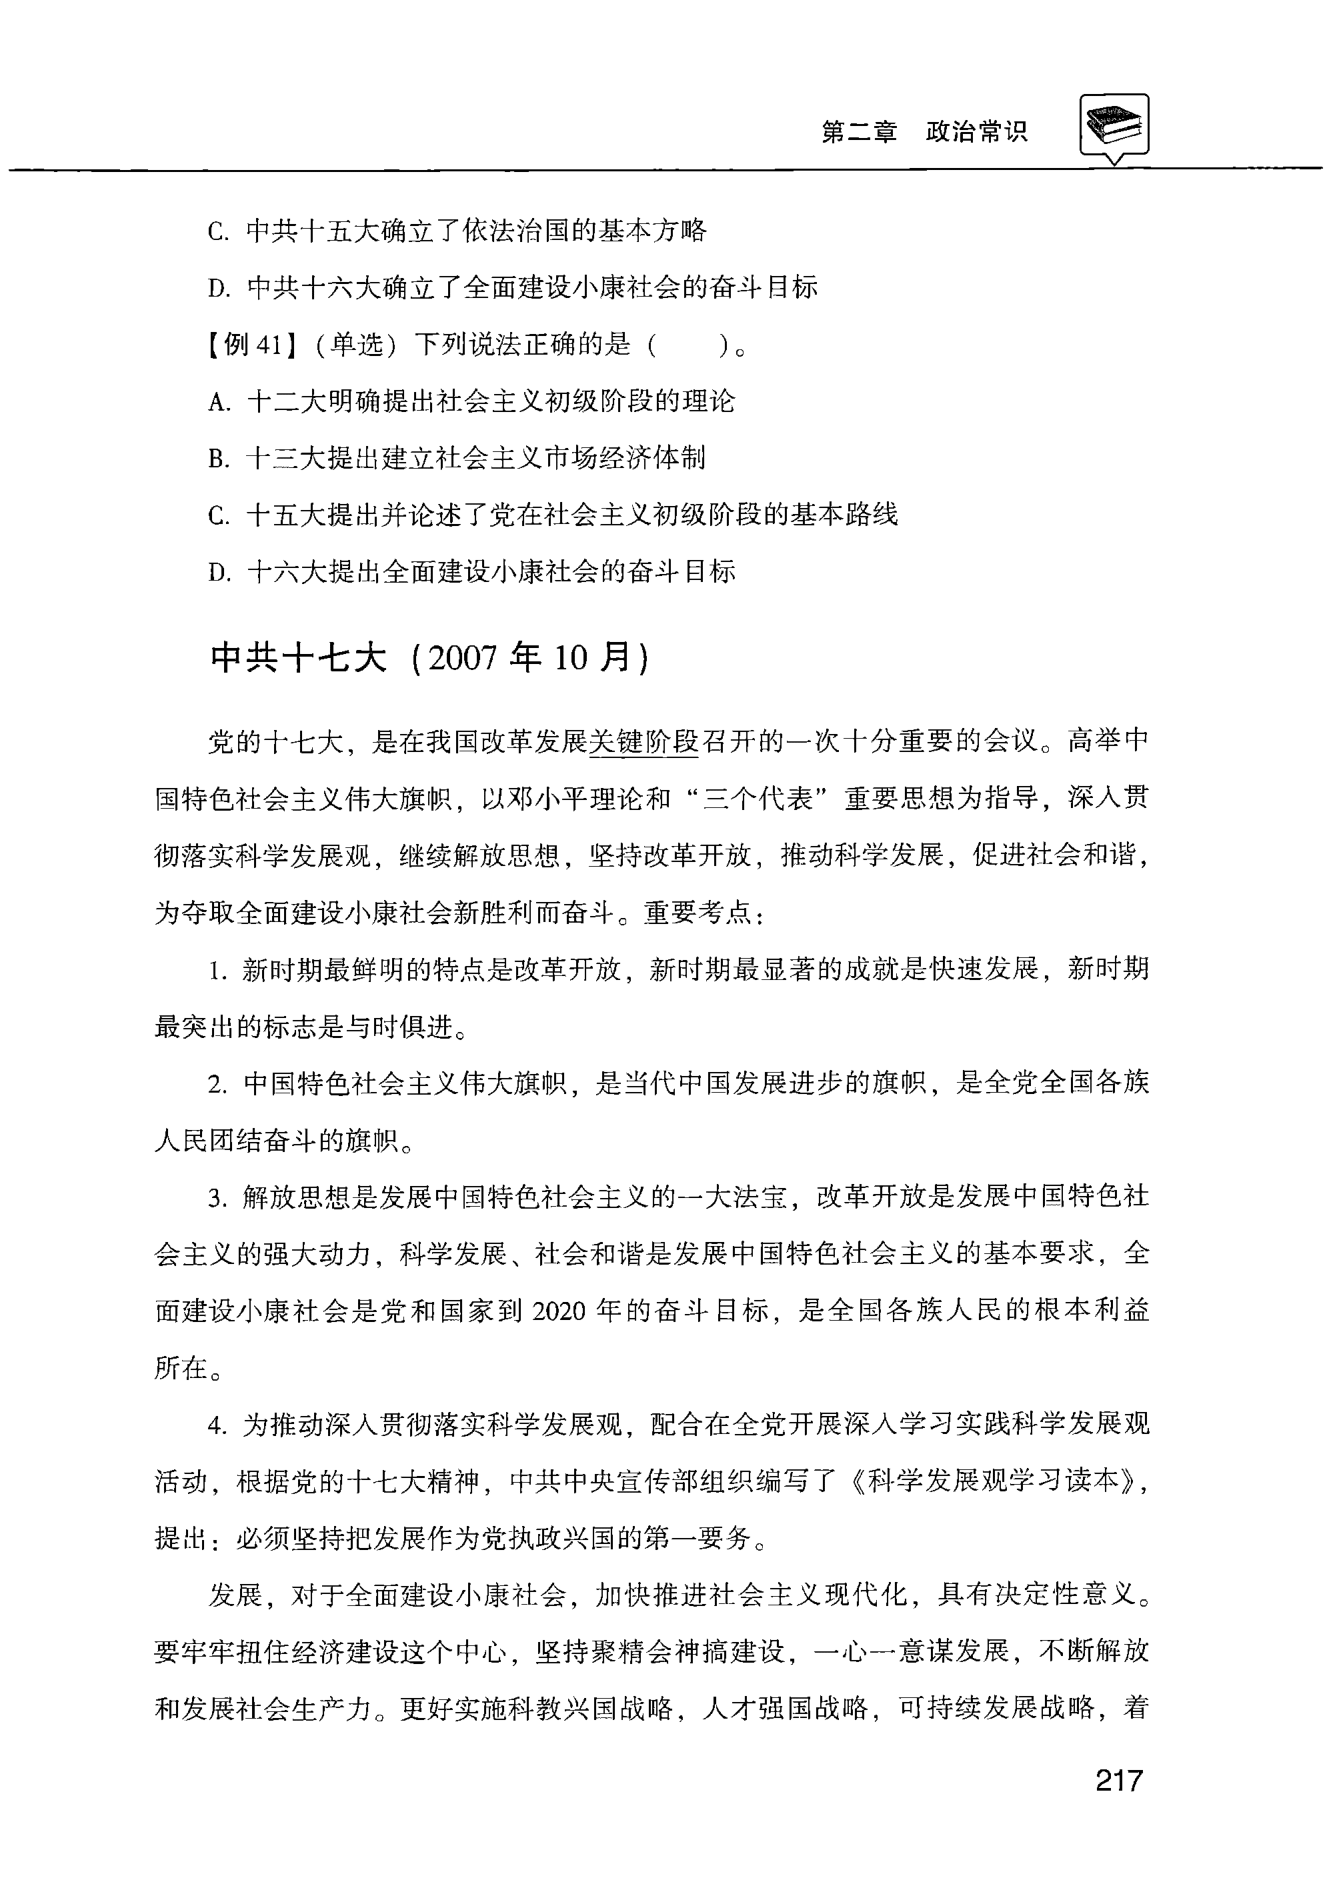 第二章 政治常识
C. 中共十五大确立了依法治国的基本方略
D. 中共十六大确立了全面建设小康社会的奋斗目标
【例 41】(单选) 下列说法正确的是 (　　)。
A. 十二大明确提出社会主义初级阶段的理论
B. 十三大提出建立社会主义市场经济体制
C. 十五大提出并论述了党在社会主义初级阶段的基本路线
D. 十六大提出全面建设小康社会的奋斗目标
中共十七大 (2007 年 10 月)
党的十七大，是在我国改革发展关键阶段召开的一次十分重要的会议。高举中
国特色社会主义伟大旗帜，以邓小平理论和“三个代表”重要思想为指导，深入贯
彻落实科学发展观，继续解放思想，坚持改革开放，推动科学发展，促进社会和谐，
为夺取全面建设小康社会新胜利而奋斗。重要考点：
1. 新时期最鲜明的特点是改革开放，新时期最显著的成就是快速发展，新时期
最突出的标志是与时俱进。
2. 中国特色社会主义伟大旗帜，是当代中国发展进步的旗帜，是全党全国各族
人民团结奋斗的旗帜。
3. 解放思想是发展中国特色社会主义的一大法宝，改革开放是发展中国特色社
会主义的强大动力，科学发展、社会和谐是发展中国特色社会主义的基本要求，全
面建设小康社会是党和国家到 2020 年的奋斗目标，是全国各族人民的根本利益
所在。
4. 为推动深入贯彻落实科学发展观，配合在全党开展深入学习实践科学发展观
活动，根据党的十七大精神，中共中央宣传部组织编写了《科学发展观学习读本》，
提出：必须坚持把发展作为党执政兴国的第一要务。
发展，对于全面建设小康社会，加快推进社会主义现代化，具有决定性意义。
要牢牢扭住经济建设这个中心，坚持聚精会神搞建设，一心一意谋发展，不断解放
和发展社会生产力。更好实施科教兴国战略，人才强国战略，可持续发展战略，着
217